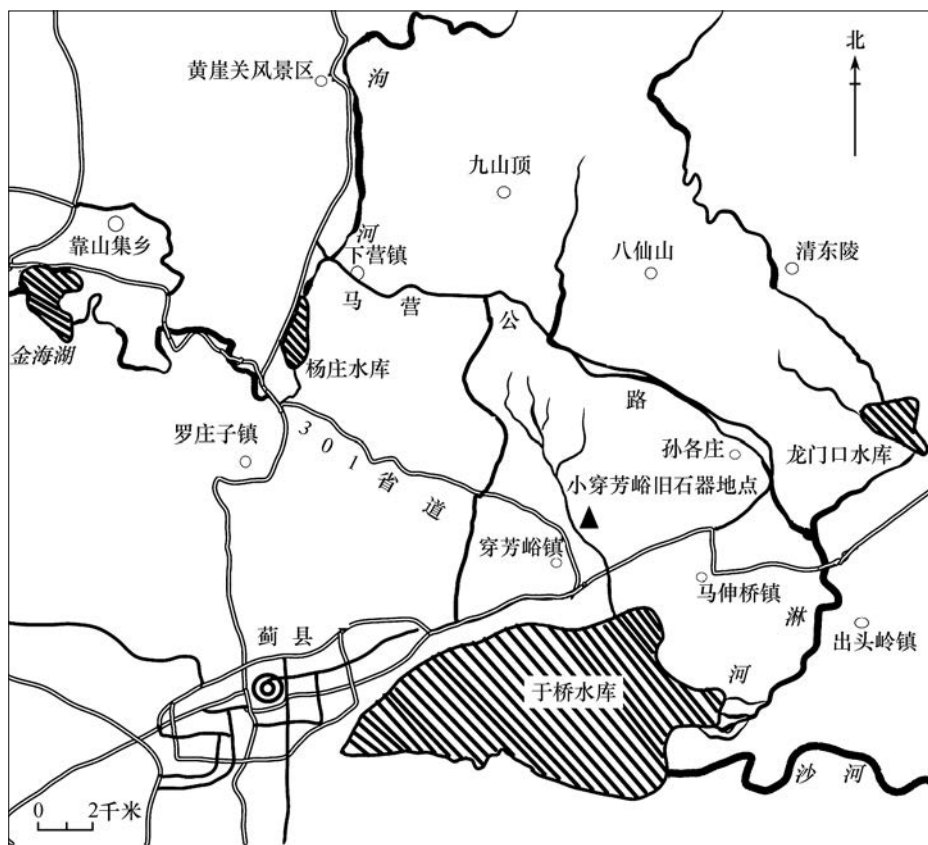 北
黄崖关风景区
泃
九山顶
靠山集乡
河
下营镇
八仙山
清东陵
马营公路
金海湖
杨庄水库
301省道
罗庄子镇
孙各庄
龙门口水库
小穿芳峪旧石器地点
穿芳峪镇
马伸桥镇
淋河
出头岭镇
蓟县
于桥水库
沙河
0 2千米